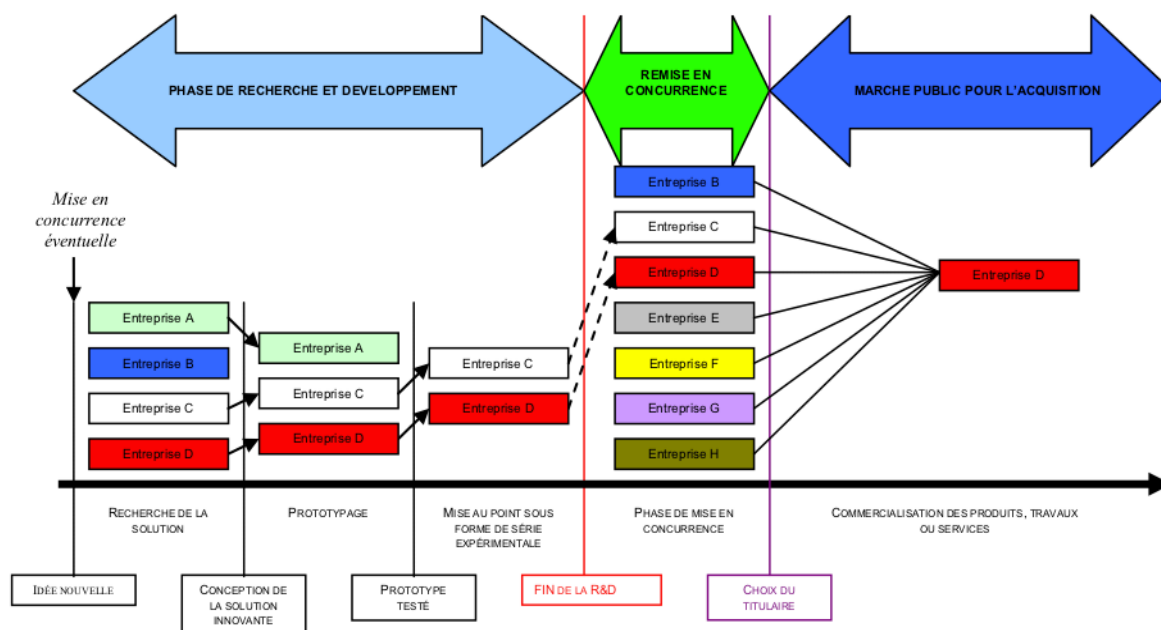 PHASE DE RECHERCHE ET DEVELOPPEMENT
REMISE EN
CONCURRENCE
MARCHE PUBLIC POUR L'ACQUISITION
Mise en
concurrence
éventuelle
Entreprise A
Entreprise B
Entreprise C
Entreprise D
Entreprise A
Entreprise C
Entreprise D
Entreprise C
Entreprise D
Entreprise B
Entreprise C
Entreprise D
Entreprise E
Entreprise F
Entreprise G
Entreprise H
Entreprise D
RECHERCHE DE LA
SOLUTION
PROTOTYPAGE
MISE AU POINT SOUS
FORME DE SÉRIE
EXPÉRIMENTALE
PHASE DE MISE EN
CONCURRENCE
COMMERCIALISATION DES PRODUITS, TRAVAUX
OU SERVICES
IDÉE NOUVELLE
CONCEPTION DE
LA SOLUTION
INNOVANTE
PROTOTYPE
TESTÉ
FIN DE LA R&D
CHOIX DU
TITULAIRE